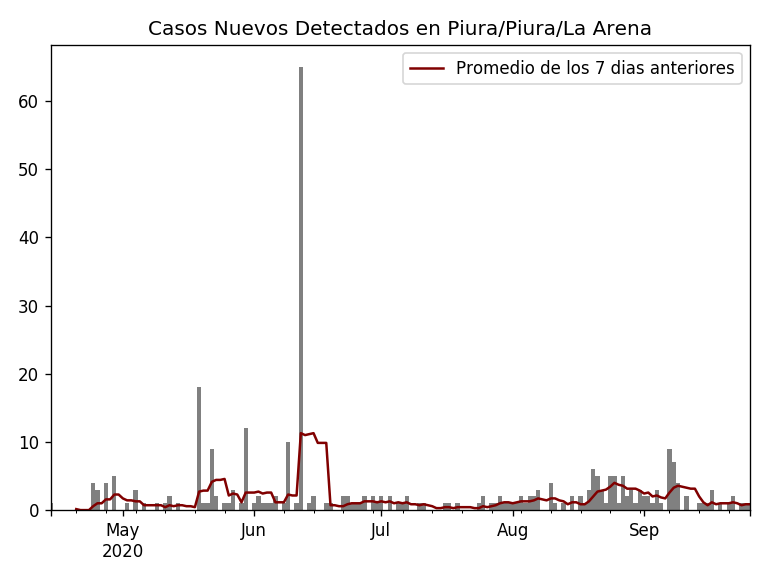 Casos Nuevos Detectados en Piura/Piura/La Arena
Promedio de los 7 dias anteriores
60
50
40
30
20
10
0
May Jun Jul Aug Sep
2020